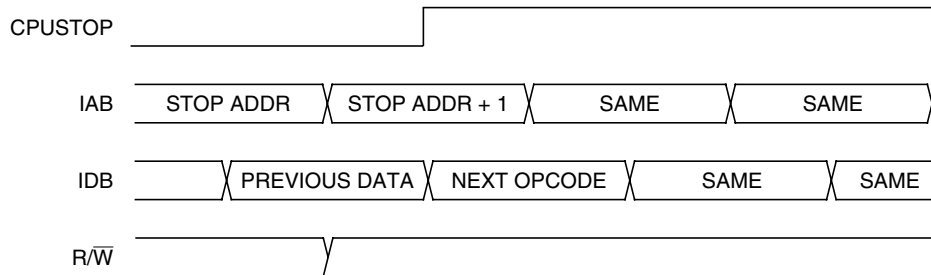 CPUSTOP
IAB STOP ADDR STOP ADDR + 1 SAME SAME
IDB PREVIOUS DATA NEXT OPCODE SAME SAME
R/W̅